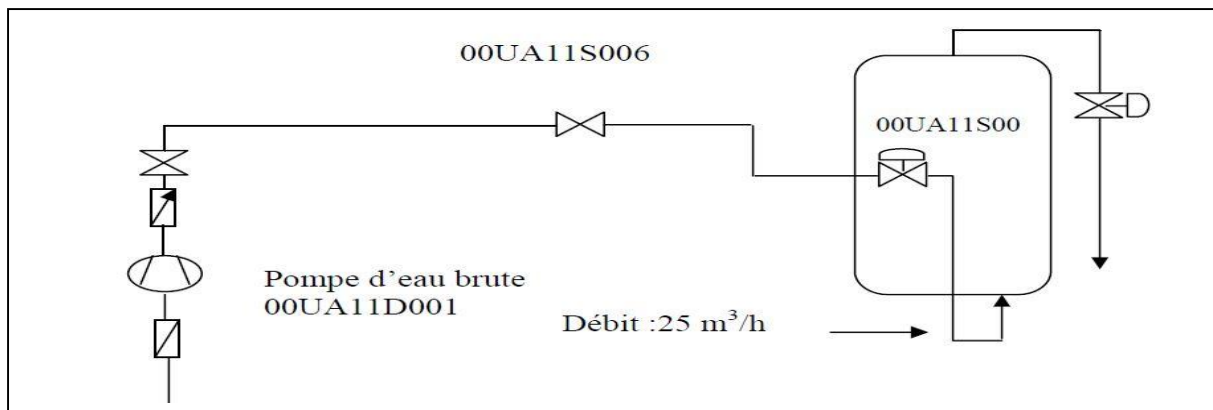 00UA11S006
00UA11S00
Pompe d'eau brute
00UA11D001
Débit :25 m³/h